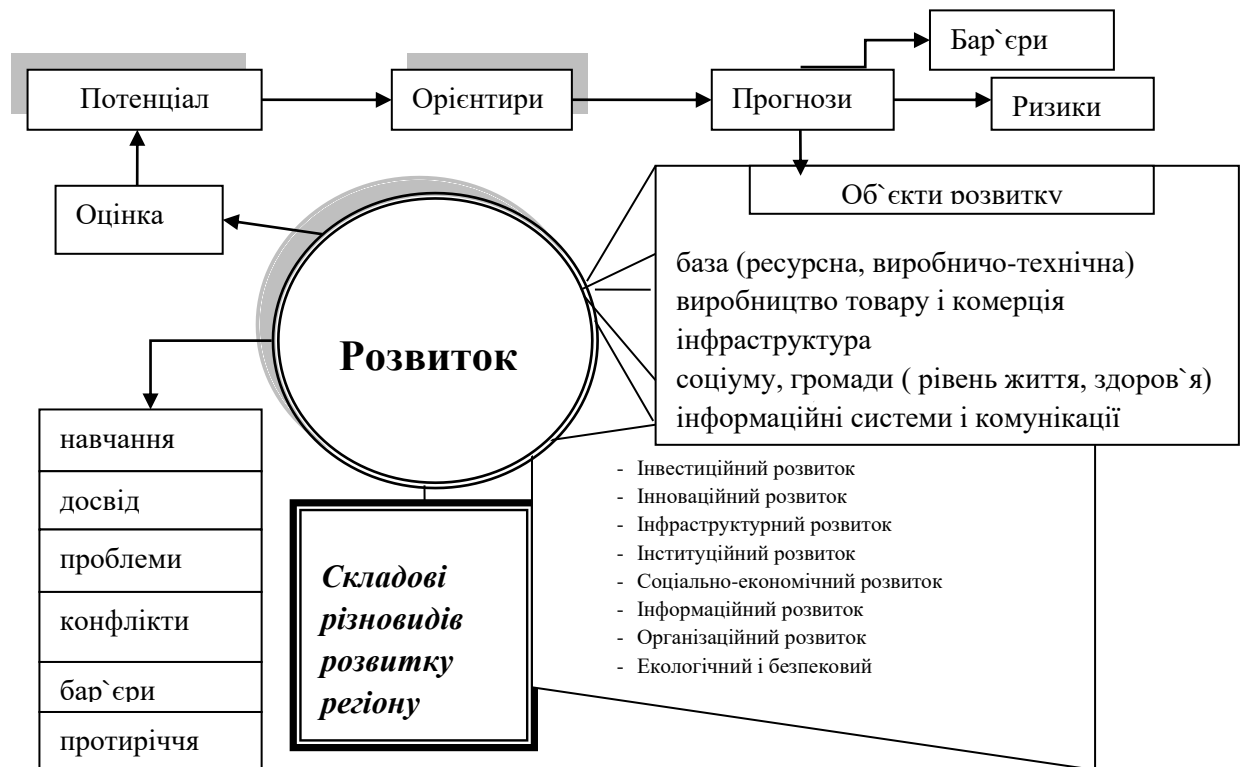 Бар`єри
Потенціал
Орієнтири
Прогнози
Ризики
Оцінка
Об`єкти розвитку
база (ресурсна, виробничо-технічна)
виробництво товару і комерція
інфраструктура
соціуму, громади ( рівень життя, здоров`я)
інформаційні системи і комунікації
Розвиток
навчання
досвід
проблеми
конфлікти
бар`єри
протиріччя
Складові
різновидів
розвитку
регіону
- Інвестиційний розвиток
- Інноваційний розвиток
- Інфраструктурний розвиток
- Інституційний розвиток
- Соціально-економічний розвиток
- Інформаційний розвиток
- Організаційний розвиток
- Екологічний і безпековий